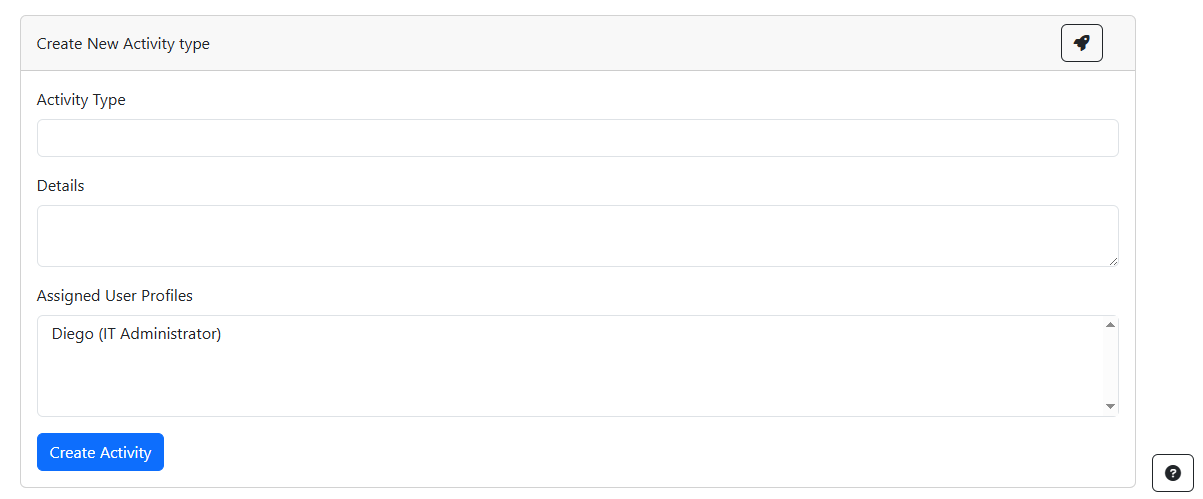 Create New Activity type
Activity Type
Details
Assigned User Profiles
Diego (IT Administrator)
Create Activity